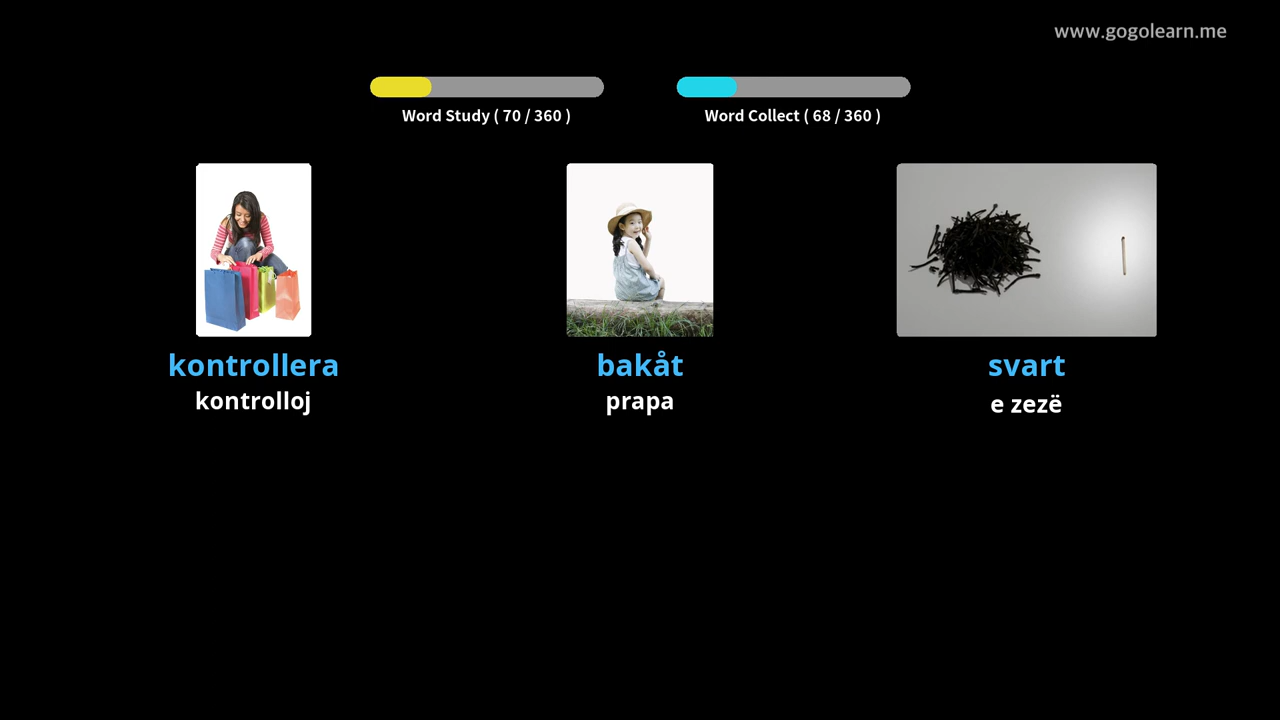 www.gogolearn.me
Word Study ( 70 / 360 )
Word Collect ( 68 / 360 )
kontrollera
kontrolloj
bakåt
prapa
svart
e zezë